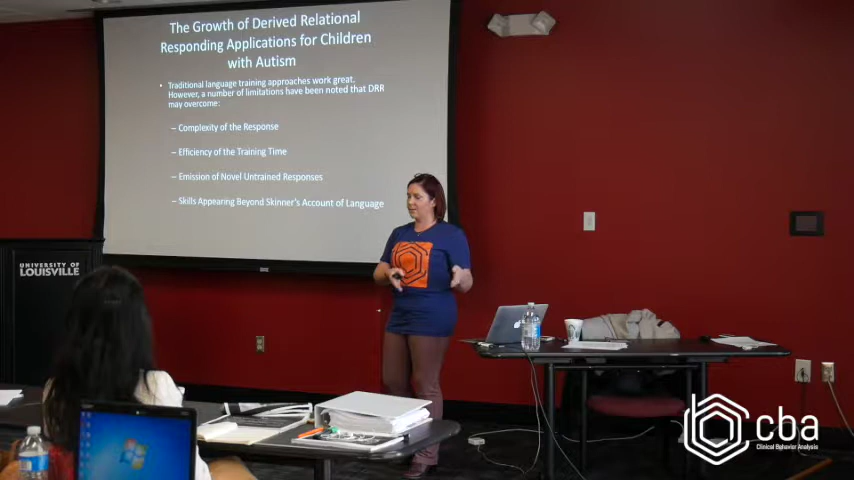 The Growth of Derived Relational
Responding Applications for Children
with Autism
• Traditional language training approaches work great.
However, a number of limitations have been noted that DRR
may overcome:
– Complexity of the Response
– Efficiency of the Training Time
– Emission of Novel Untrained Responses
– Skills Appearing Beyond Skinner's Account of Language
UNIVERSITY OF
LOUISVILLE
cba
Clinical Behavior Analysis